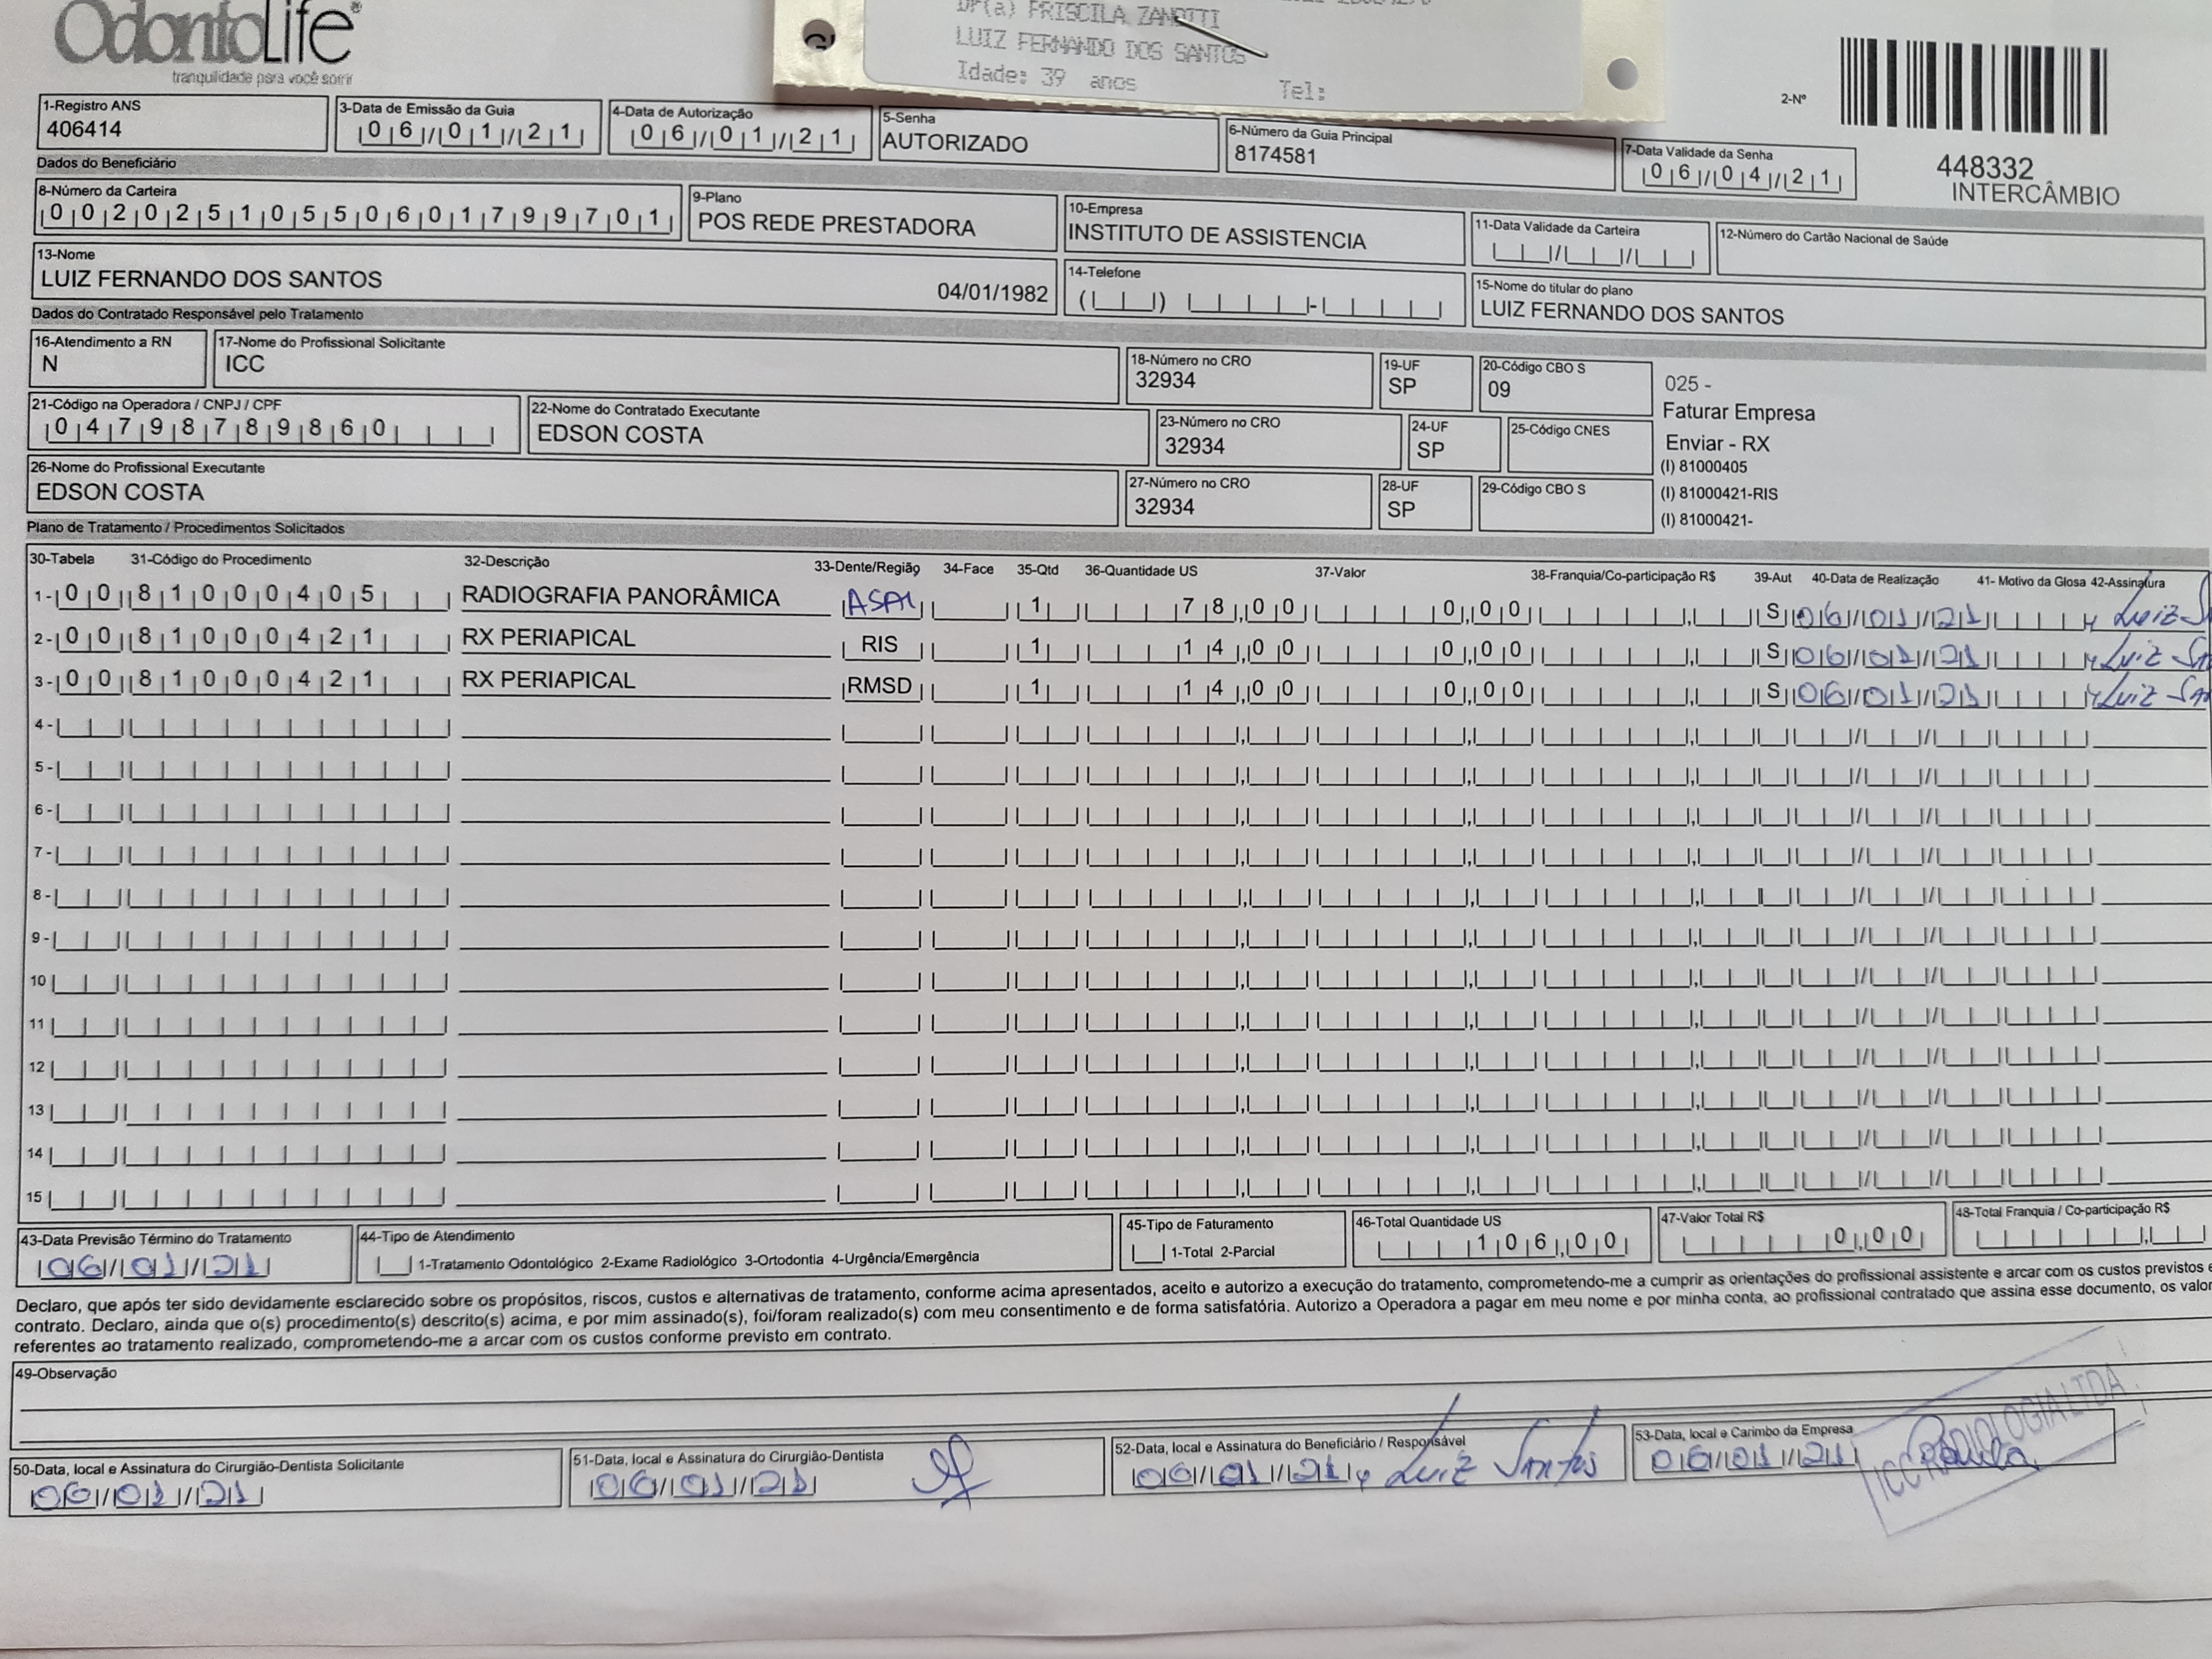 OdontoLife®
tranquilidade para você sorrir
Dr(a) PRISCILA ZANOTTI
LUIZ FERNANDO DOS SANTOS
Idade: 39 anos Tel:
2-Nº
448332
INTERCÂMBIO
1-Registro ANS
406414
3-Data de Emissão da Guia
06/01/21
4-Data de Autorização
06/01/21
5-Senha
AUTORIZADO
6-Número da Guia Principal
8174581
7-Data Validade da Senha
06/04/21
Dados do Beneficiário
8-Número da Carteira
00202510550601799701
9-Plano
POS REDE PRESTADORA
10-Empresa
INSTITUTO DE ASSISTENCIA
11-Data Validade da Carteira
12-Número do Cartão Nacional de Saúde
13-Nome
LUIZ FERNANDO DOS SANTOS 04/01/1982
14-Telefone
15-Nome do titular do plano
LUIZ FERNANDO DOS SANTOS
Dados do Contratado Responsável pelo Tratamento
16-Atendimento a RN
N
17-Nome do Profissional Solicitante
ICC
18-Número no CRO
32934
19-UF
SP
20-Código CBO S
09
025 -
Faturar Empresa
Enviar - RX
(I) 81000405
(I) 81000421-RIS
(I) 81000421-
21-Código na Operadora / CNPJ / CPF
04798789860
22-Nome do Contratado Executante
EDSON COSTA
23-Número no CRO
32934
24-UF
SP
25-Código CNES
26-Nome do Profissional Executante
EDSON COSTA
27-Número no CRO
32934
28-UF
SP
29-Código CBO S
Plano de Tratamento / Procedimentos Solicitados
30-Tabela 31-Código do Procedimento 32-Descrição 33-Dente/Região 34-Face 35-Qtd 36-Quantidade US 37-Valor 38-Franquia/Co-participação R$ 39-Aut 40-Data de Realização 41- Motivo da Glosa 42-Assinatura
1- 00 81000405 RADIOGRAFIA PANORÂMICA ASAI 1 78,00 0,00 S 06/01/21 Luiz S
2- 00 81000421 RX PERIAPICAL RIS 1 14,00 0,00 S 06/01/21 Luiz Sa
3- 00 81000421 RX PERIAPICAL RMSD 1 14,00 0,00 S 06/01/21 Luiz San
4-
5-
6-
7-
8-
9-
10
11
12
13
14
15
43-Data Previsão Término do Tratamento
06/01/21
44-Tipo de Atendimento
1-Tratamento Odontológico 2-Exame Radiológico 3-Ortodontia 4-Urgência/Emergência
45-Tipo de Faturamento
1-Total 2-Parcial
46-Total Quantidade US
106,00
47-Valor Total R$
0,00
48-Total Franquia / Co-participação R$
Declaro, que após ter sido devidamente esclarecido sobre os propósitos, riscos, custos e alternativas de tratamento, conforme acima apresentados, aceito e autorizo a execução do tratamento, comprometendo-me a cumprir as orientações do profissional assistente e arcar com os custos previstos e
contrato. Declaro, ainda que o(s) procedimento(s) descrito(s) acima, e por mim assinado(s), foi/foram realizado(s) com meu consentimento e de forma satisfatória. Autorizo a Operadora a pagar em meu nome e por minha conta, ao profissional contratado que assina esse documento, os valor
referentes ao tratamento realizado, comprometendo-me a arcar com os custos conforme previsto em contrato.
49-Observação
50-Data, local e Assinatura do Cirurgião-Dentista Solicitante
06/01/21
51-Data, local e Assinatura do Cirurgião-Dentista
06/01/21
52-Data, local e Assinatura do Beneficiário / Responsável
06/01/21 Luiz Santos
53-Data, local e Carimbo da Empresa
06/01/21 Paula
ICC RADIOLOGIA LTDA